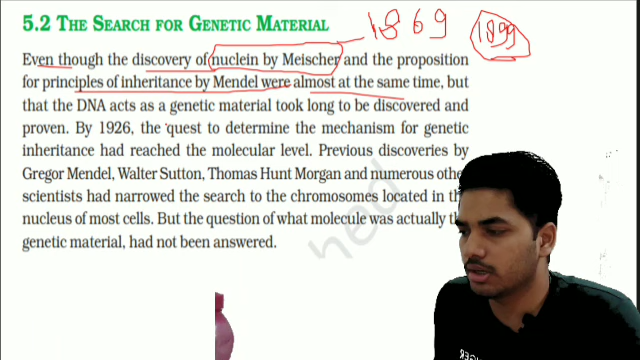 5.2 THE SEARCH FOR GENETIC MATERIAL
1869
1899
Even though the discovery of nuclein by Meischer and the proposition
for principles of inheritance by Mendel were almost at the same time, but
that the DNA acts as a genetic material took long to be discovered and
proven. By 1926, the quest to determine the mechanism for genetic
inheritance had reached the molecular level. Previous discoveries by
Gregor Mendel, Walter Sutton, Thomas Hunt Morgan and numerous othe
scientists had narrowed the search to the chromosomes located in th
nucleus of most cells. But the question of what molecule was actually th
genetic material, had not been answered.
hed